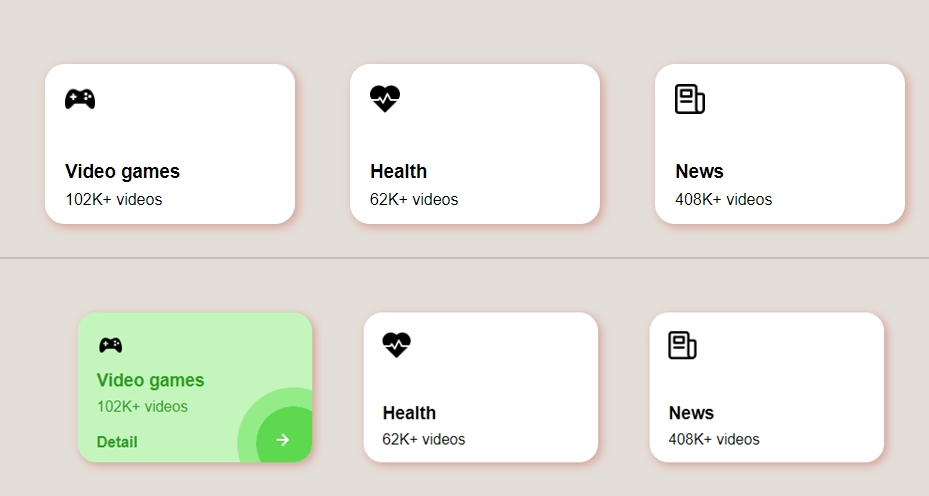 Video games
102K+ videos
Health
62K+ videos
News
408K+ videos
Video games
102K+ videos
Detail
Health
62K+ videos
News
408K+ videos